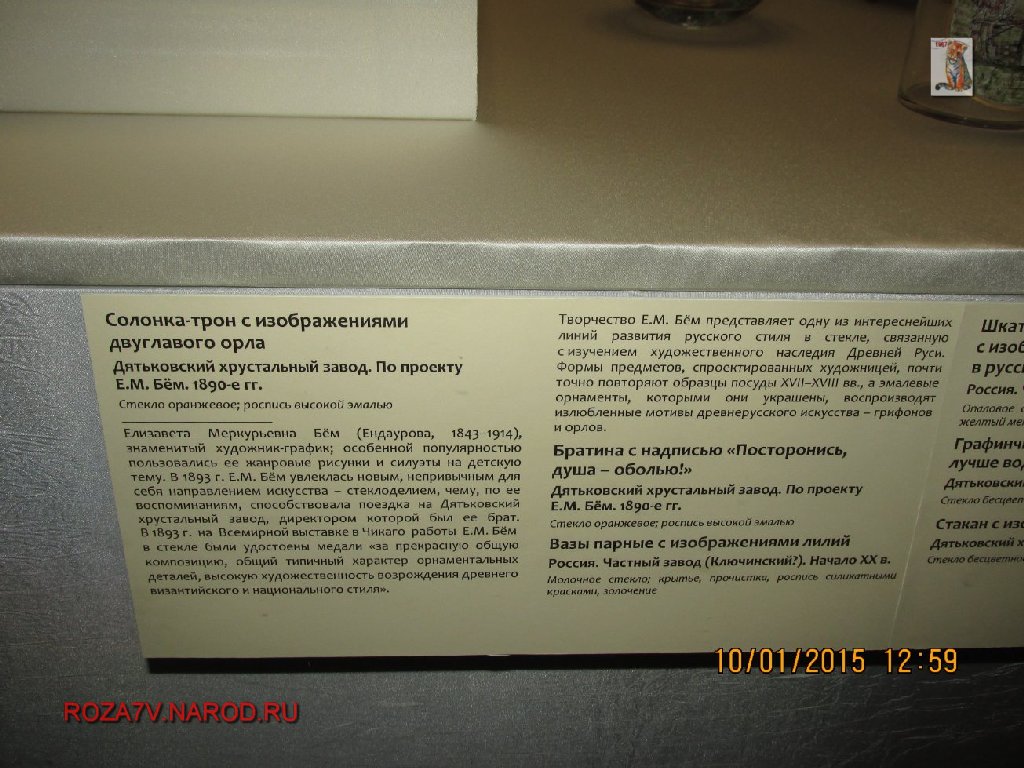 Солонка-трон с изображениями
двуглавого орла
Дятьковский хрустальный завод. По проекту
Е.М. Бём. 1890-е гг.
Стекло оранжевое; роспись высокой эмалью
Елизавета Меркурьевна Бём (Ендаурова, 1843–1914),
знаменитый художник-график; особенной популярностью
пользовались ее жанровые рисунки и силуэты на детскую
тему. В 1893 г. Е.М. Бём увлеклась новым, непривычным для
себя направлением искусства – стеклоделием, чему, по ее
воспоминаниям, способствовала поездка на Дятьковский
хрустальный завод, директором которой был ее брат.
В 1893 г. на Всемирной выставке в Чикаго работы Е.М. Бём
в стекле были удостоены медали «за прекрасную общую
композицию, общий типичный характер орнаментальных
деталей, высокую художественность возрождения древнего
византийского и национального стиля».
Творчество Е.М. Бём представляет одну из интереснейших
линий развития русского стиля в стекле, связанную
с изучением художественного наследия Древней Руси.
Формы предметов, спроектированных художницей, почти
точно повторяют образцы посуды XVII–XVIII вв., а эмалевые
орнаменты, которыми они украшены, воспроизводят
излюбленные мотивы древнерусского искусства – грифонов
и орлов.
Братина с надписью «Посторонись,
душа – оболью!»
Дятьковский хрустальный завод. По проекту
Е.М. Бём. 1890-е гг.
Стекло оранжевое; роспись высокой эмалью
Вазы парные с изображениями лилий
Россия. Частный завод (Ключинский?). Начало XX в.
Молочное стекло; крытье, прочистка, роспись силикатными
красками, золочение
Шкат
с изоб
в русс
Россия.
желтый
Графинч
лучше во
Дятьковски
Стекло бесцвет
Стакан с изо
Дятьковский х
Стекло бесцветно
10/01/2015 12:59
ROZA7V.NAROD.RU